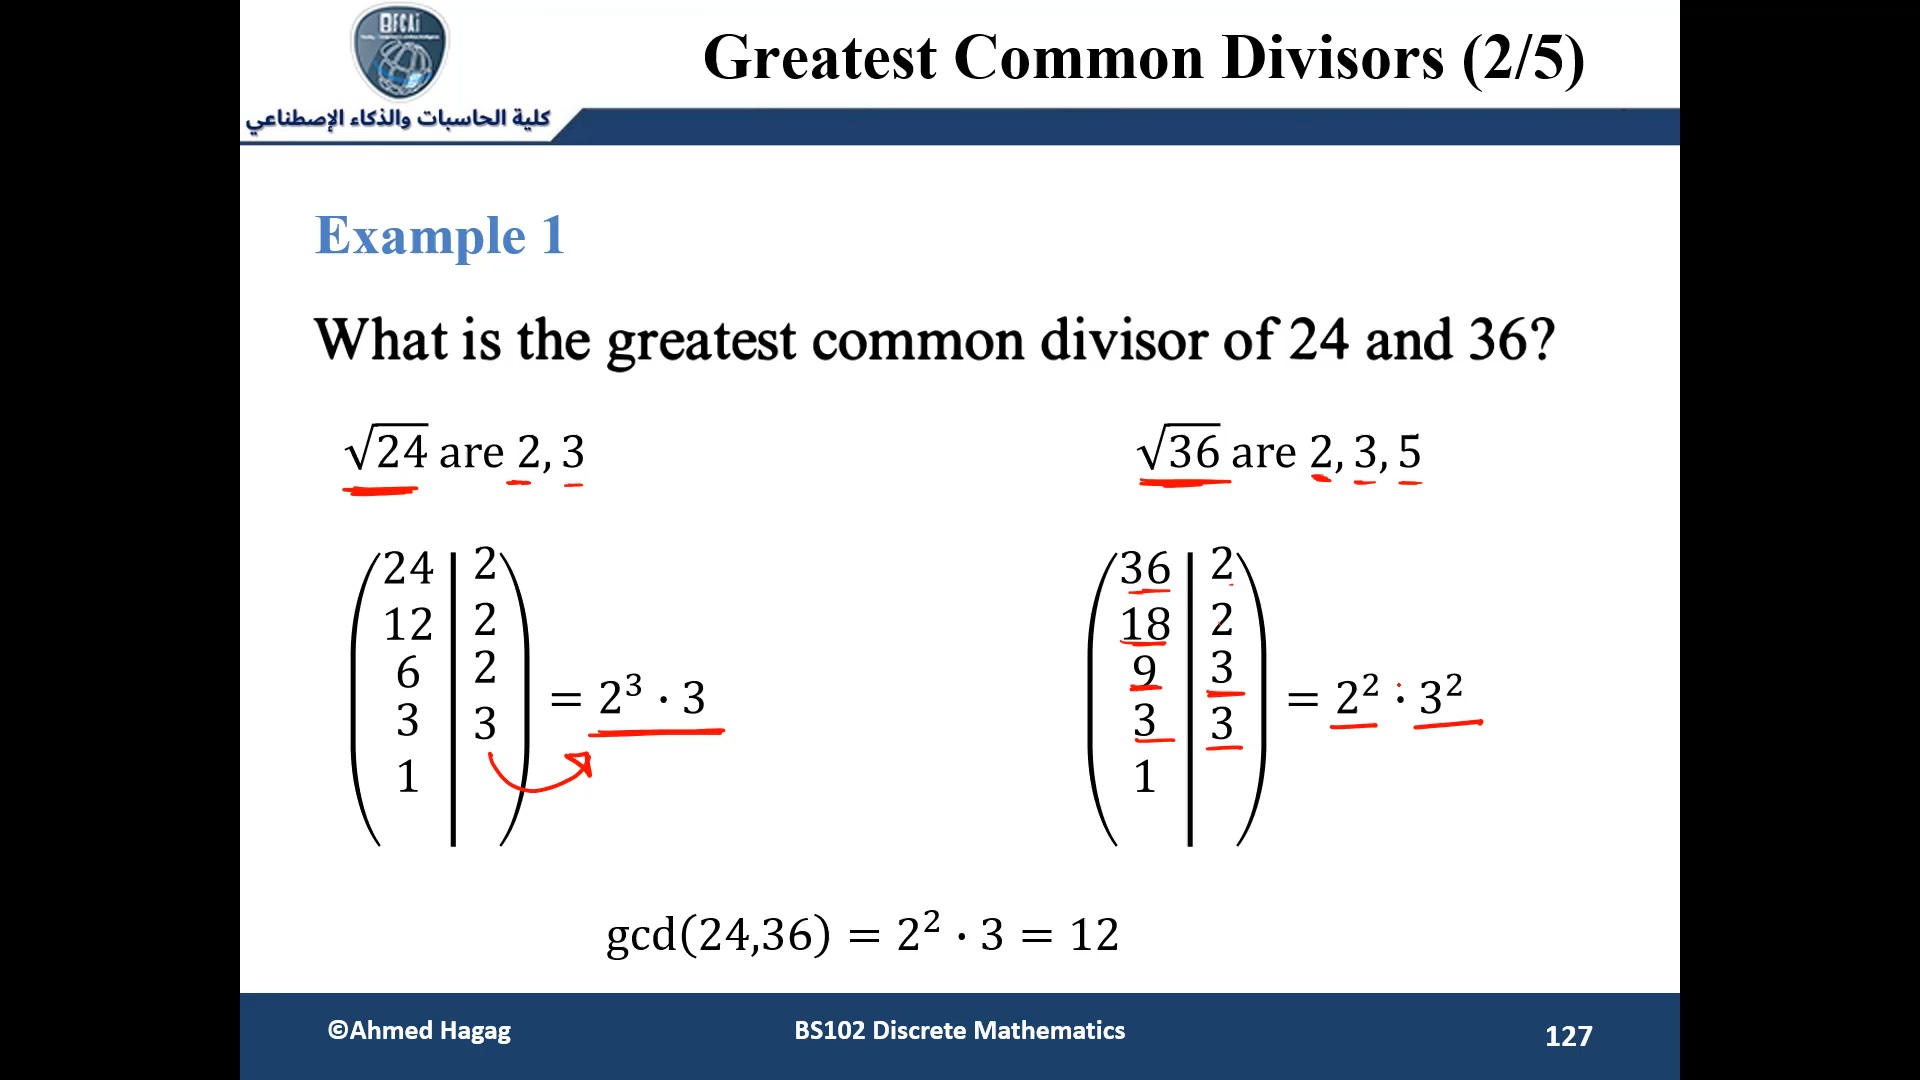 FCAi
Greatest Common Divisors (2/5)
كلية الحاسبات والذكاء الإصطناعي
Example 1
What is the greatest common divisor of 24 and 36?
√24 are 2, 3
√36 are 2, 3, 5
24 | 2
12 | 2
6 | 2
3 | 3
1
= 2³ · 3
36 | 2
18 | 2
9 | 3
3 | 3
1
= 2² · 3²
gcd(24,36) = 2² · 3 = 12
©Ahmed Hagag
BS102 Discrete Mathematics
127